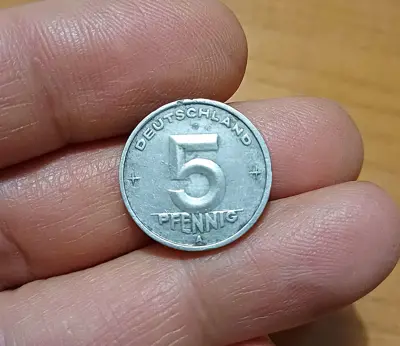 DEUTSCHLAND
5
PFENNIG
A